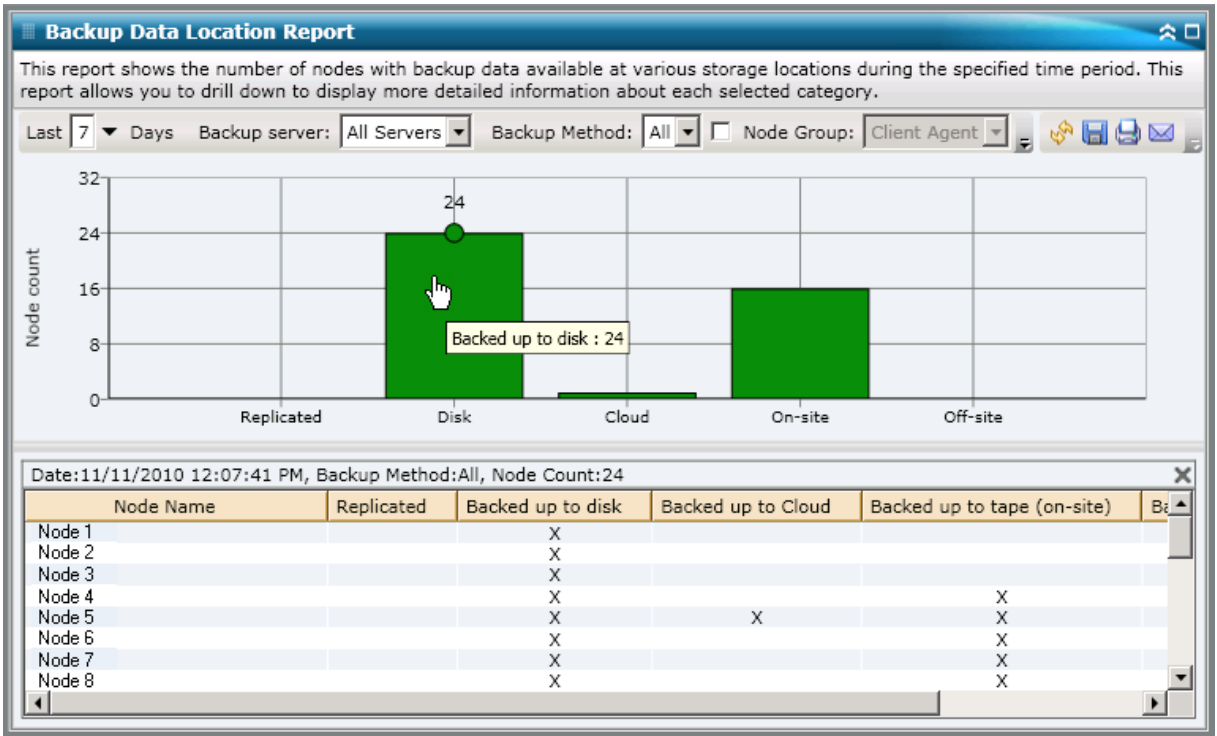 Backup Data Location Report
This report shows the number of nodes with backup data available at various storage locations during the specified time period. This
report allows you to drill down to display more detailed information about each selected category.
Last 7 Days Backup server: All Servers Backup Method: All Node Group: Client Agent
32
24
24
16
8
0
Node count
Backed up to disk : 24
Replicated Disk Cloud On-site Off-site
Date:11/11/2010 12:07:41 PM, Backup Method:All, Node Count:24
Node Name Replicated Backed up to disk Backed up to Cloud Backed up to tape (on-site) Ba
Node 1 X
Node 2 X
Node 3 X
Node 4 X X
Node 5 X X X
Node 6 X X
Node 7 X X
Node 8 X X